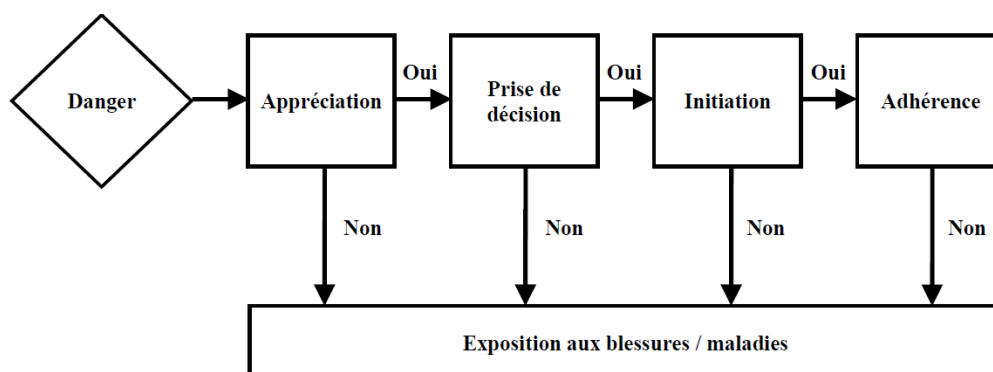 Danger
Appréciation
Oui
Prise de
décision
Oui
Initiation
Oui
Adhérence
Non
Non
Non
Non
Exposition aux blessures / maladies